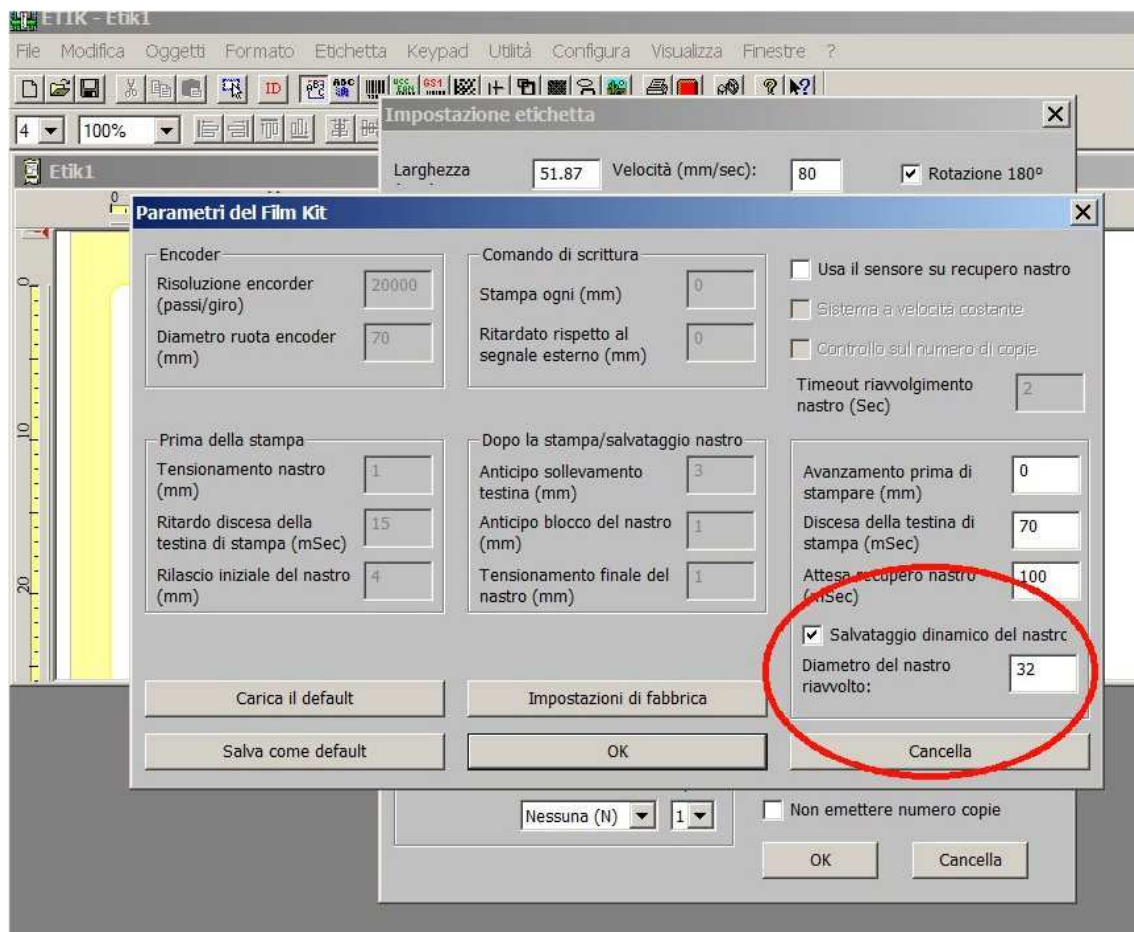 ETIK - Etik1
File Modifica Oggetti Formato Etichetta Keypad Utilità Configura Visualizza Finestre ?
ID
4 100%
Impostazione etichetta
Etik1
Larghezza 51.87 Velocità (mm/sec): 80 Rotazione 180º
0
Parametri del Film Kit
Encoder
Risoluzione encorder
(passi/giro)
20000
Diametro ruota encoder
(mm)
70
Comando di scrittura
Stampa ogni (mm)
0
Ritardato rispetto al
segnale esterno (mm)
0
Usa il sensore su recupero nastro
Sistema a velocità costante
Controllo sul numero di copie
Timeout riavvolgimento
nastro (Sec)
2
Prima della stampa
Tensionamento nastro
(mm)
1
Ritardo discesa della
testina di stampa (mSec)
15
Rilascio iniziale del nastro
(mm)
4
Dopo la stampa/salvataggio nastro
Anticipo sollevamento
testina (mm)
3
Anticipo blocco del nastro
(mm)
1
Tensionamento finale del
nastro (mm)
1
Avanzamento prima di
stampare (mm)
0
Discesa della testina di
stampa (mSec)
70
Attesa recupero nastro
(mSec)
100
Salvataggio dinamico del nastro
Diametro del nastro
riavvolto:
32
Carica il default
Impostazioni di fabbrica
Salva come default
OK
Cancella
0
10
20
Nessuna (N) 1
Non emettere numero copie
OK
Cancella